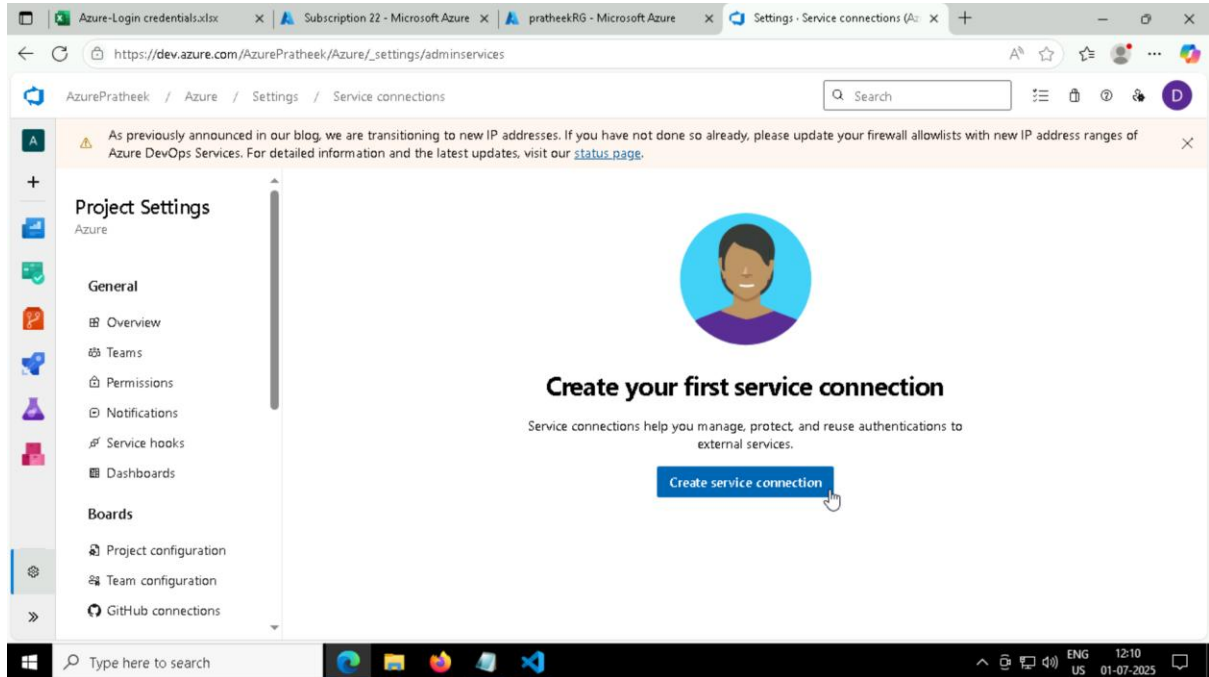 Azure-Login credentials.xlsx
Subscription 22 - Microsoft Azure
pratheekRG - Microsoft Azure
Settings · Service connections (Az
https://dev.azure.com/AzurePratheek/Azure/_settings/adminservices
AzurePratheek / Azure / Settings / Service connections
Search
D
A
As previously announced in our blog, we are transitioning to new IP addresses. If you have not done so already, please update your firewall allowlists with new IP address ranges of
Azure DevOps Services. For detailed information and the latest updates, visit our status page.
Project Settings
Azure
General
Overview
Teams
Permissions
Notifications
Service hooks
Dashboards
Boards
Project configuration
Team configuration
GitHub connections
Create your first service connection
Service connections help you manage, protect, and reuse authentications to
external services.
Create service connection
Type here to search
ENG
US
12:10
01-07-2025